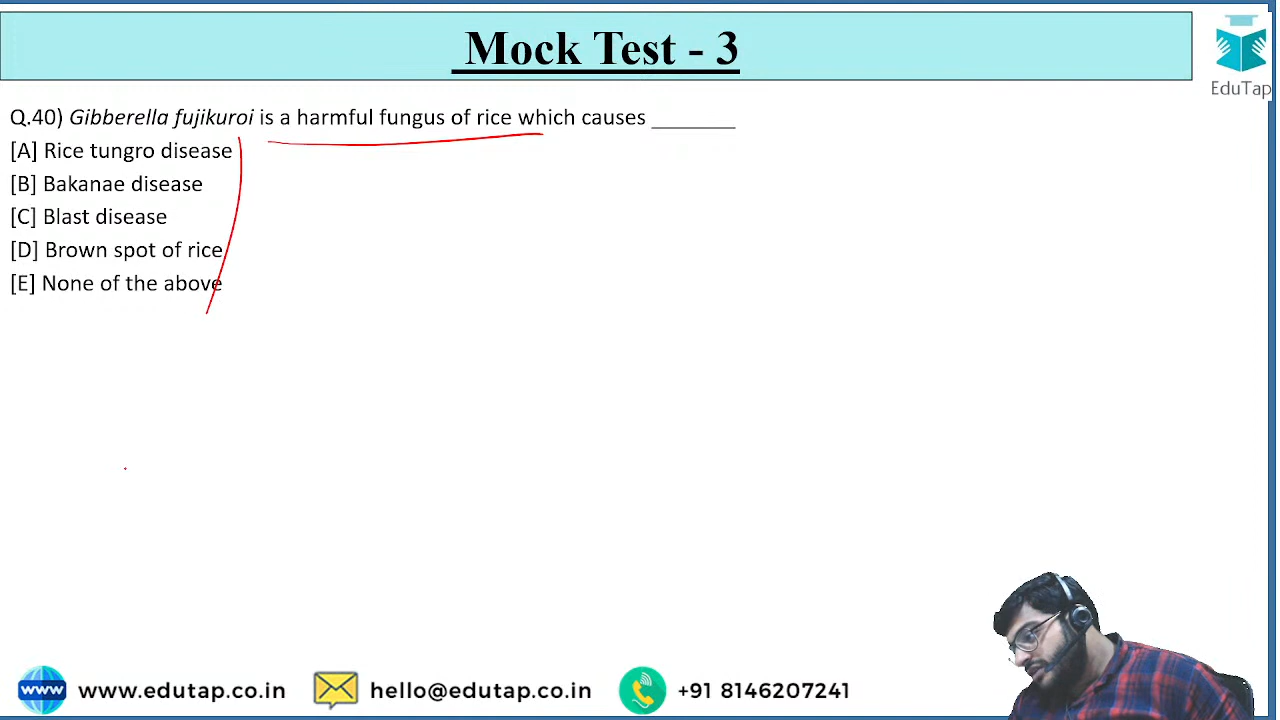 Mock Test - 3
EduTap
Q.40) Gibberella fujikuroi is a harmful fungus of rice which causes ________
[A] Rice tungro disease
[B] Bakanae disease
[C] Blast disease
[D] Brown spot of rice
[E] None of the above
www www.edutap.co.in hello@edutap.co.in +91 8146207241